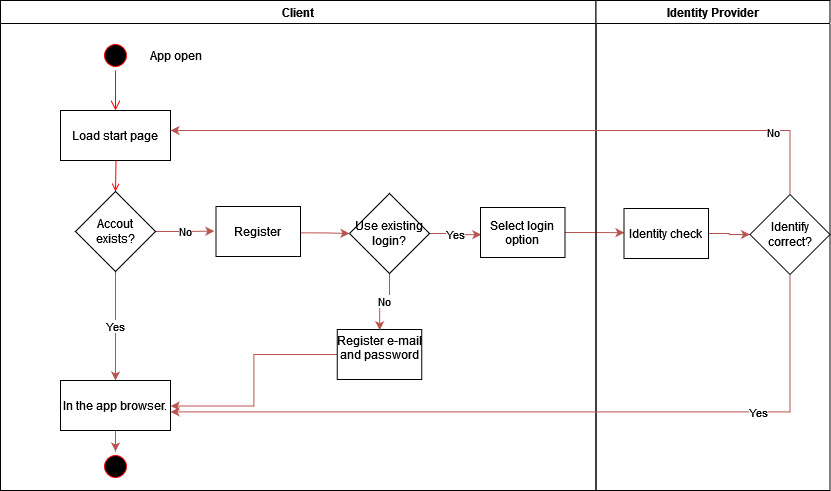 Client
Identity Provider
App open
Load start page
No
Accout
exists?
No
Register
Use existing
login?
Yes
Select login
option
Identity check
Identify
correct?
No
Yes
Register e-mail
and password
In the app browser.
Yes